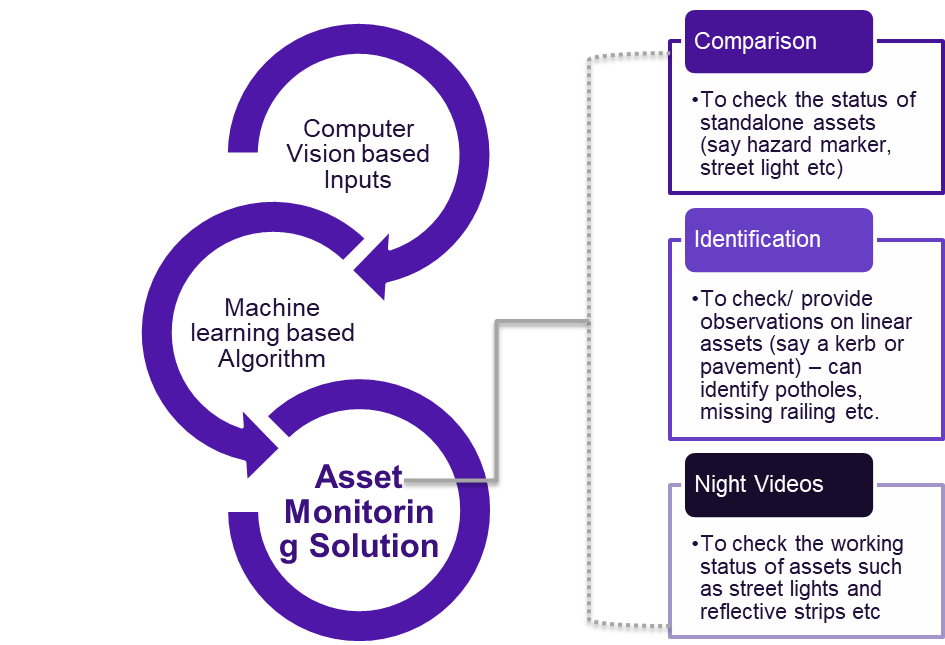 Computer
Vision based
Inputs
Machine
learning based
Algorithm
Asset
Monitorin
g Solution
Comparison
•To check the status of
standalone assets
(say hazard marker,
street light etc)
Identification
•To check/ provide
observations on linear
assets (say a kerb or
pavement) – can
identify potholes,
missing railing etc.
Night Videos
•To check the working
status of assets such
as street lights and
reflective strips etc